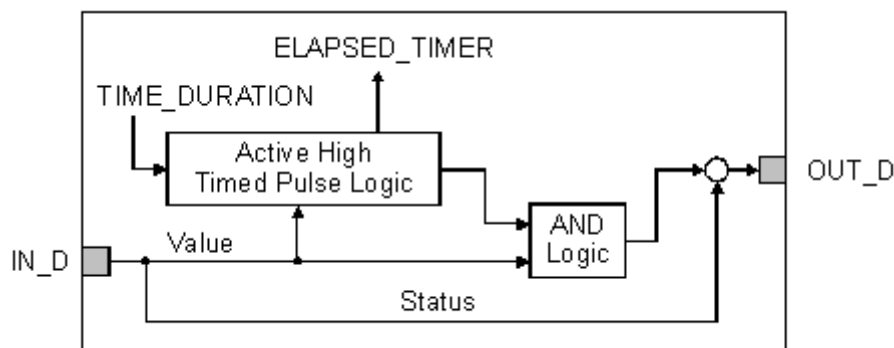 ELAPSED_TIMER
TIME_DURATION
Active High
Timed Pulse Logic
OUT_D
AND
Logic
Value
IN_D
Status